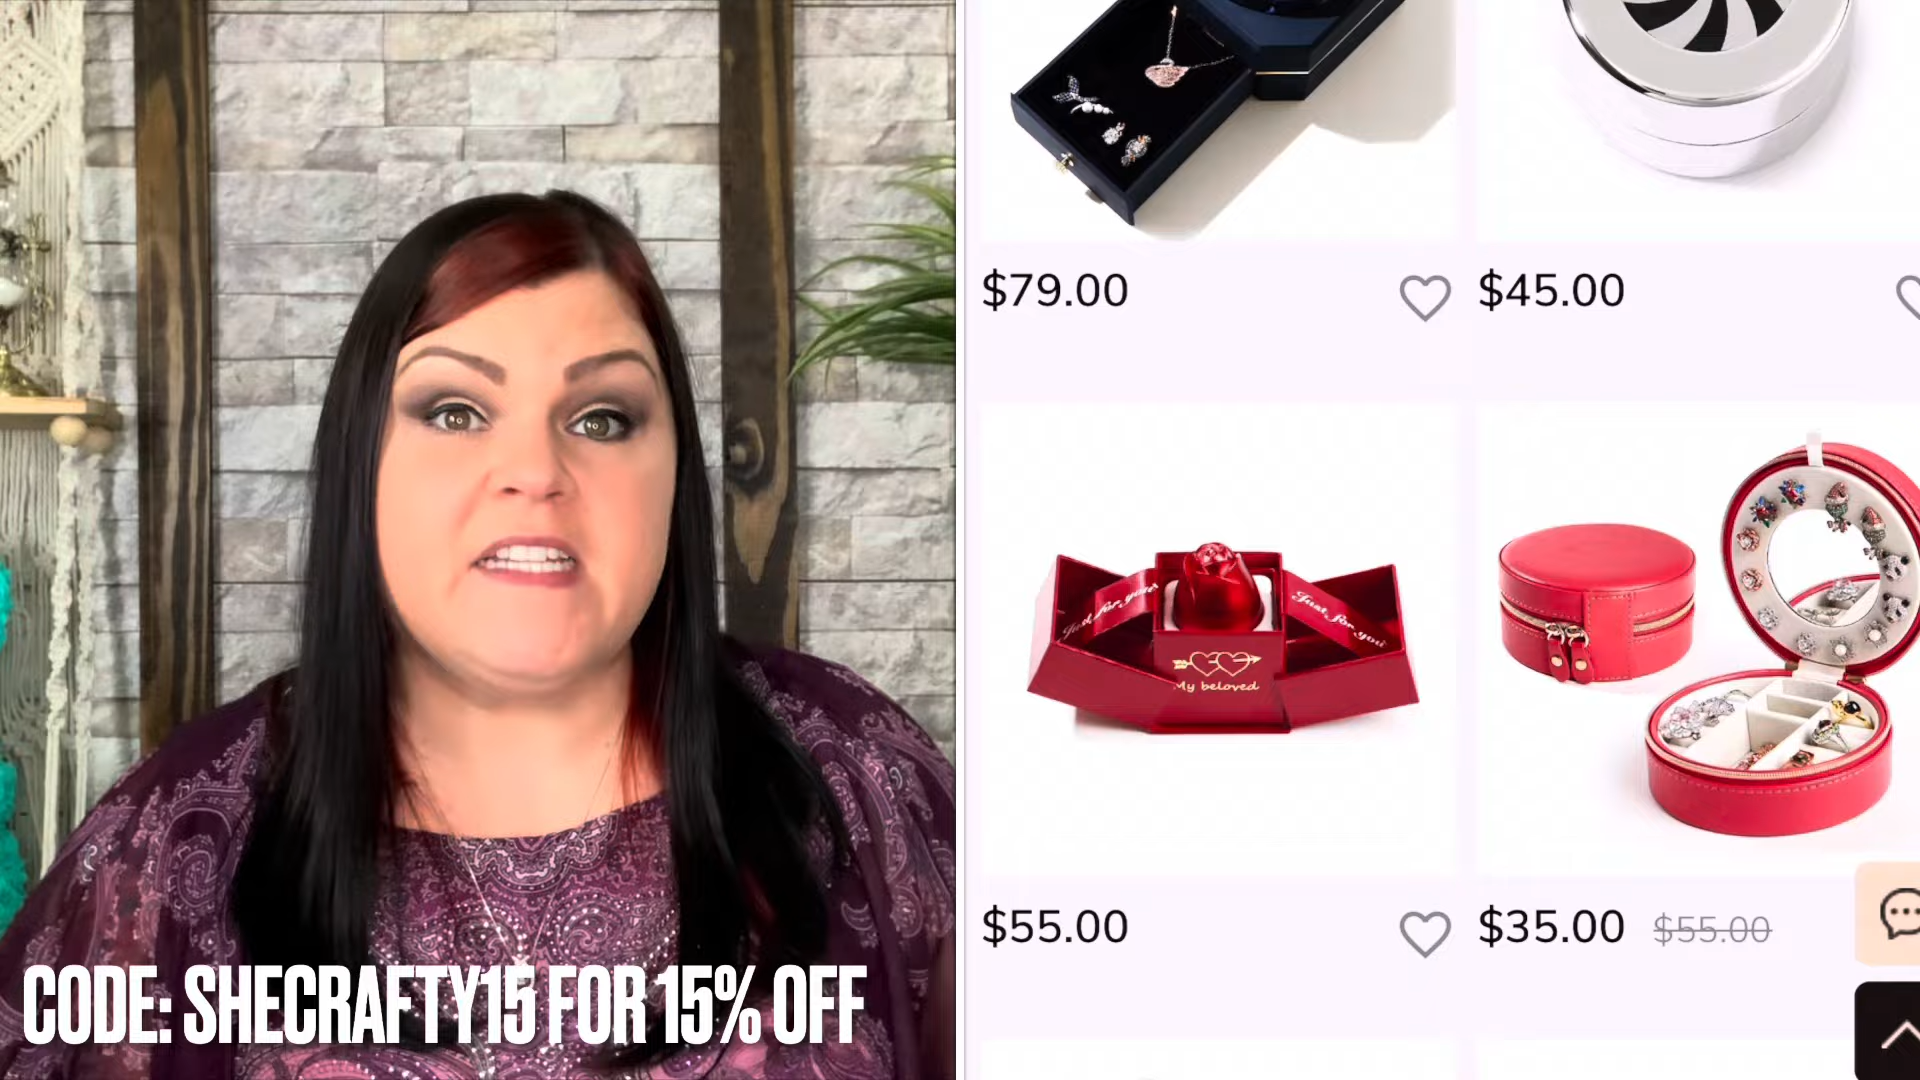 $79.00
$45.00
Just for you
Just for you
My beloved
$55.00
$35.00 $55.00
CODE: SHECRAFTY15 FOR 15% OFF